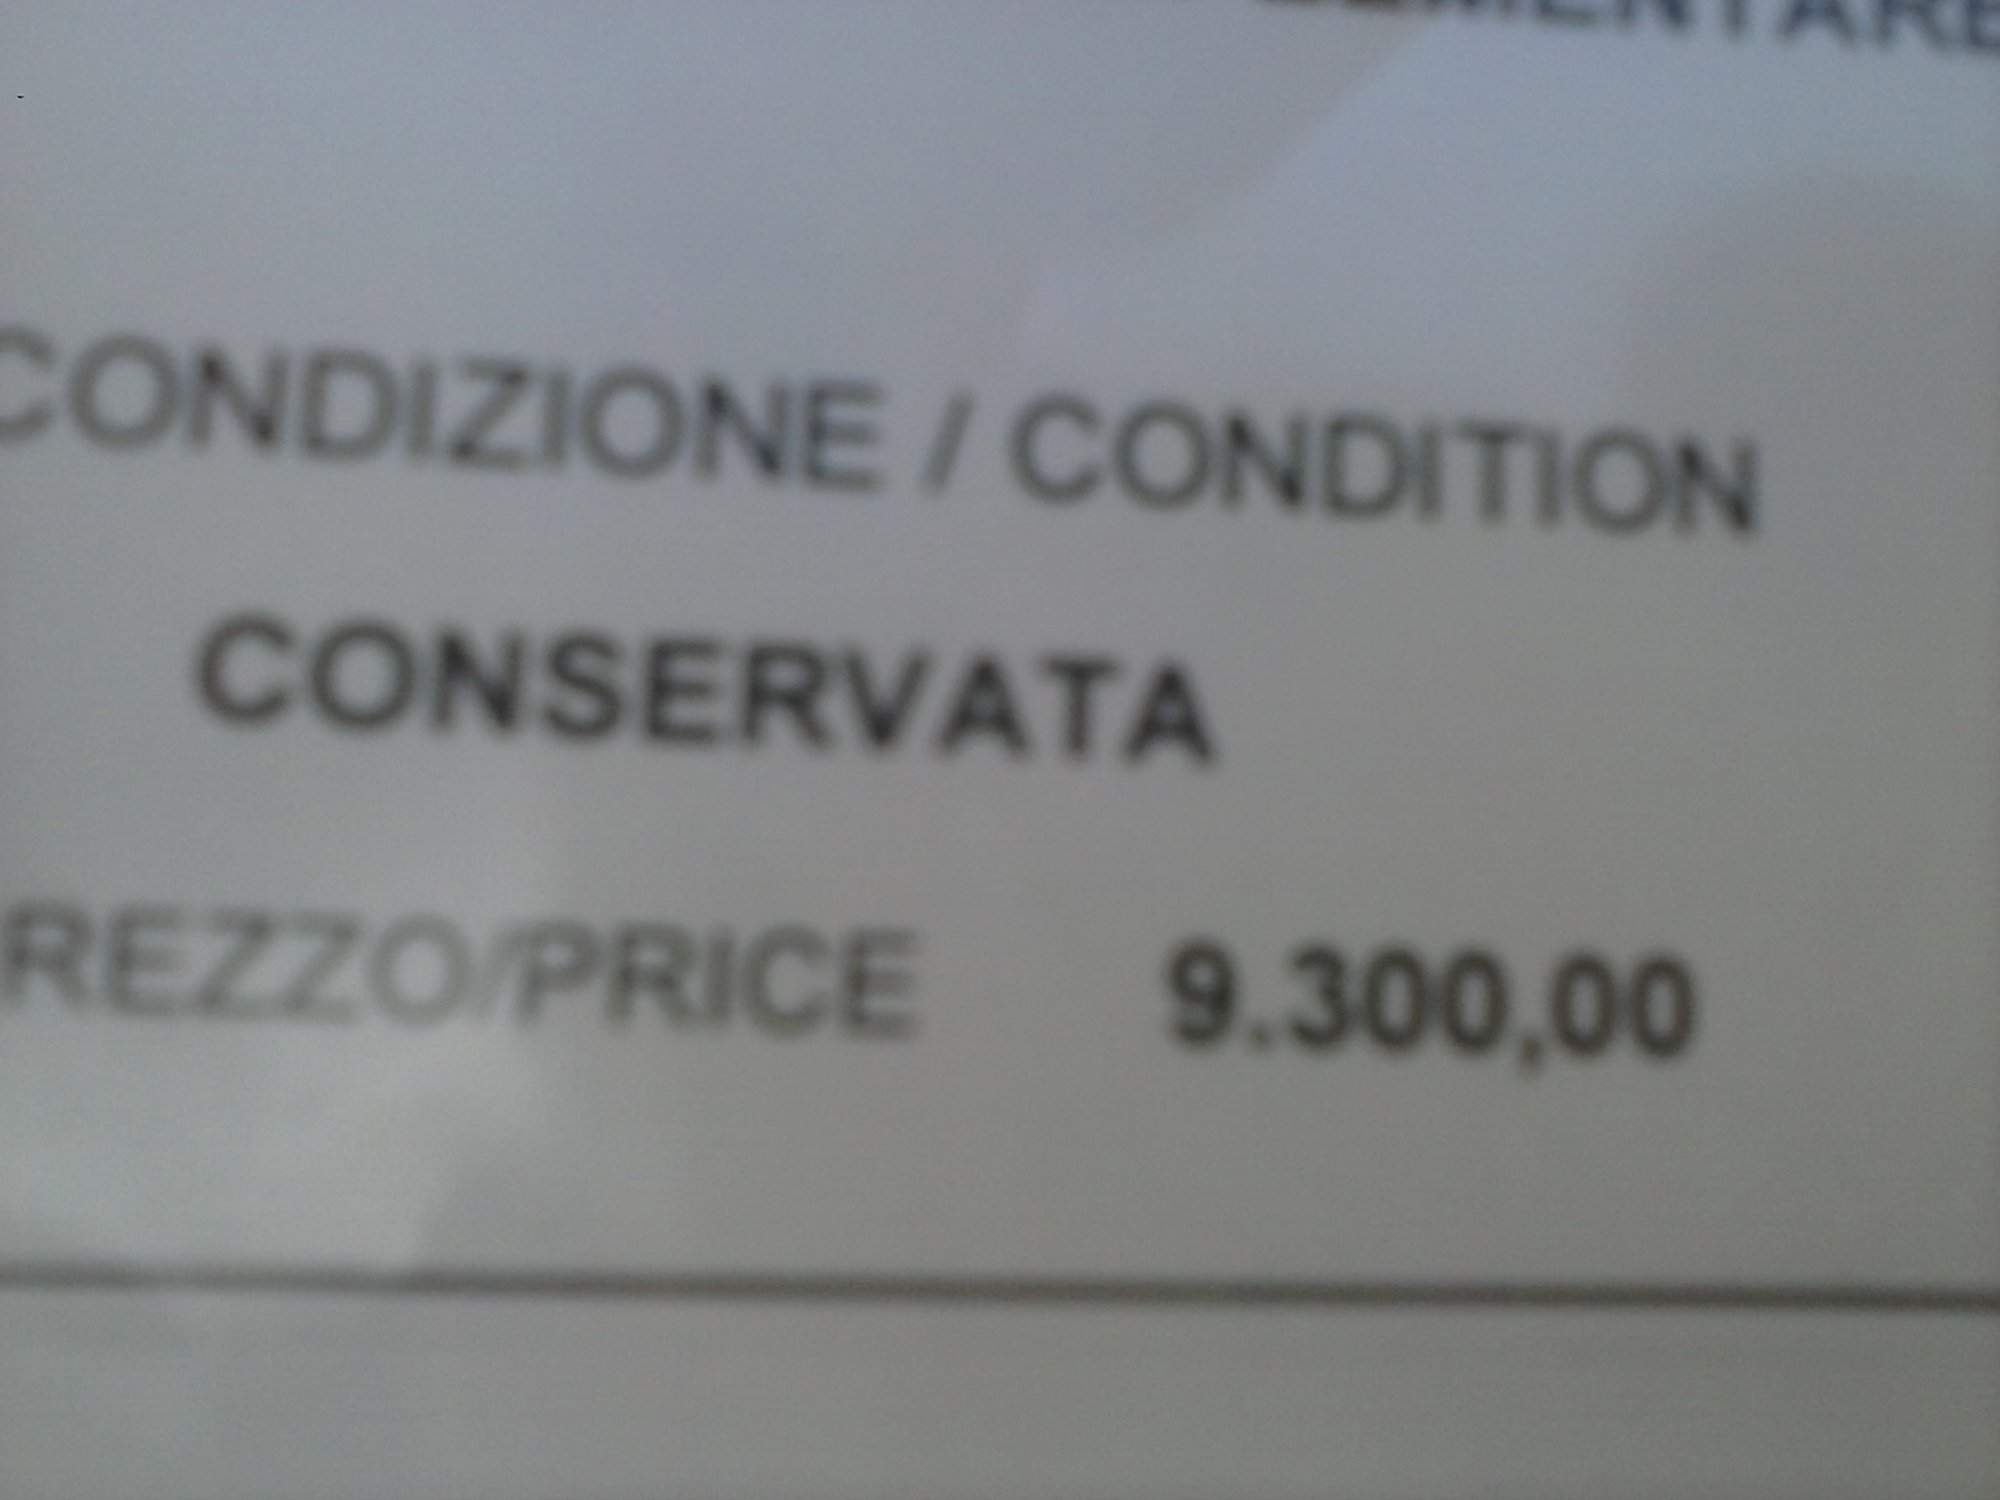 CONDIZIONE / CONDITION
CONSERVATA
REZZO/PRICE 9.300,00